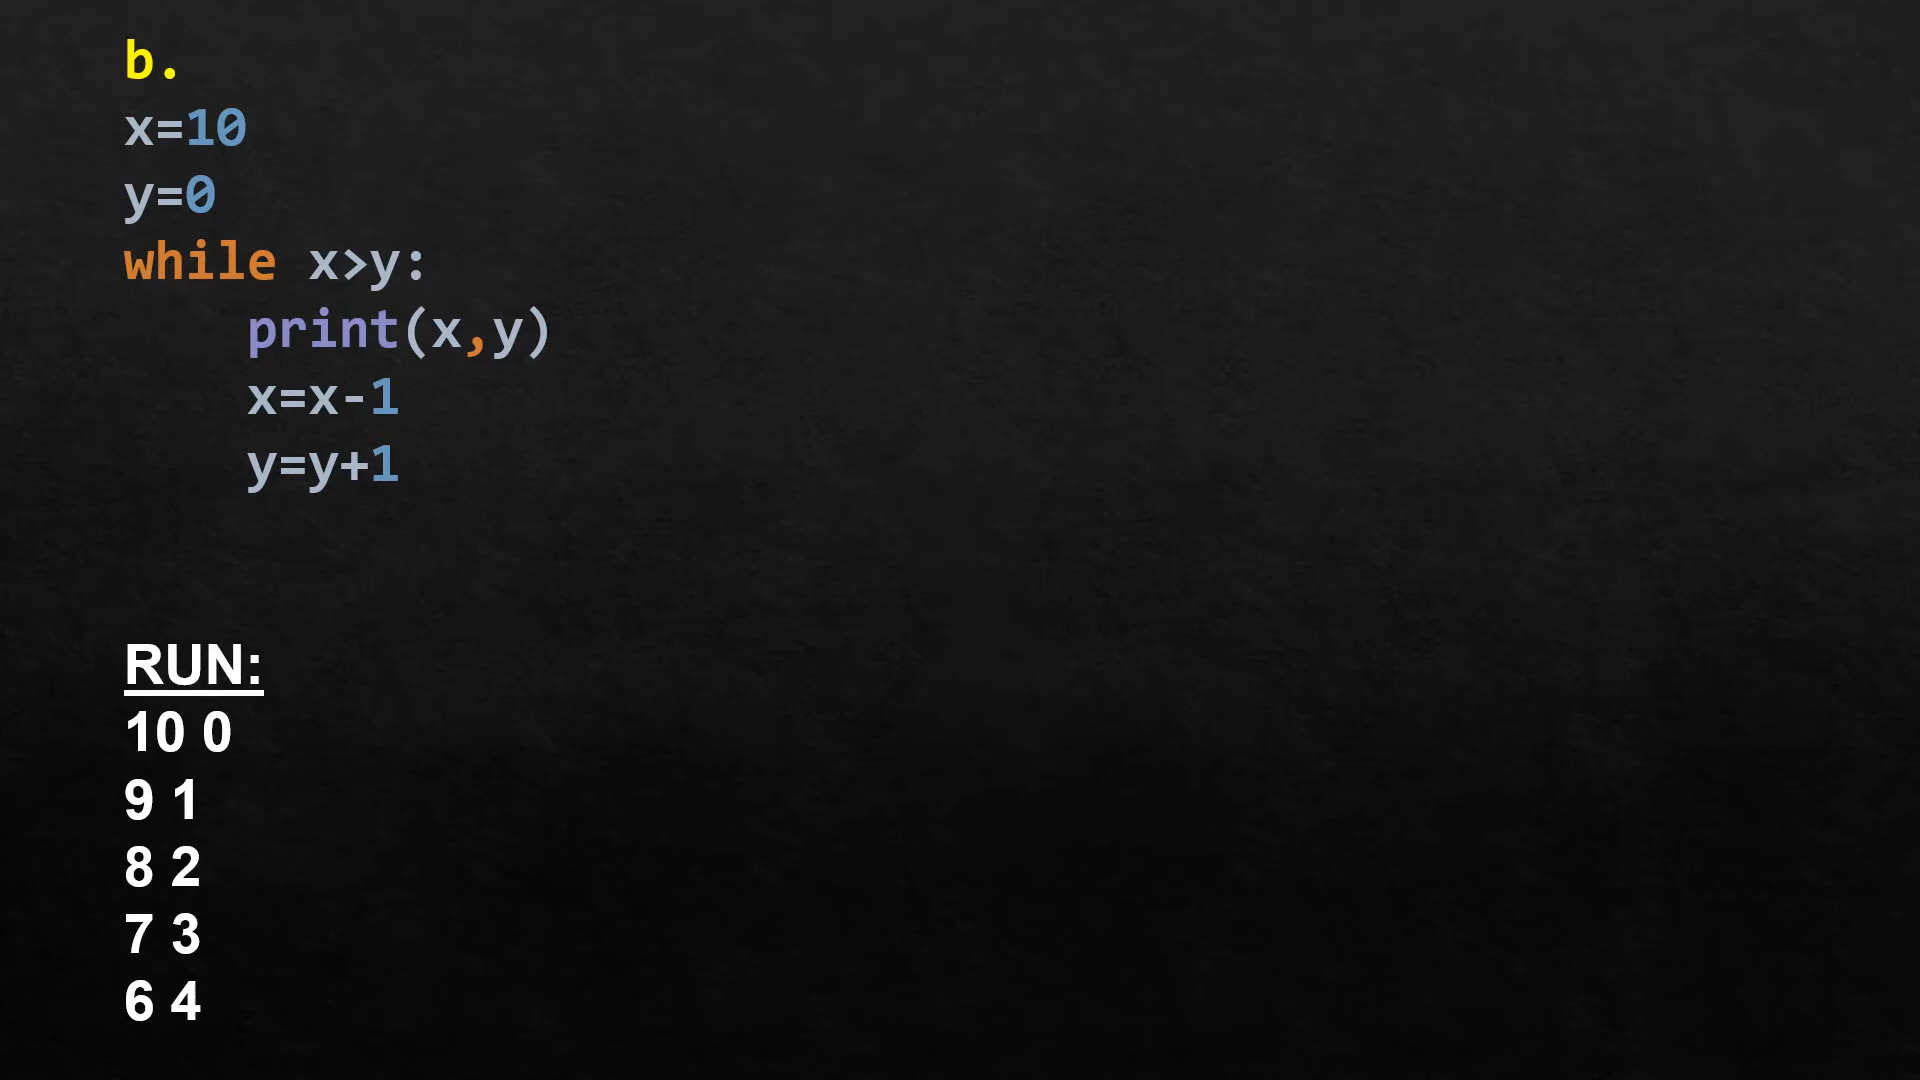 b.
x=10
y=0
while x>y:
    print(x,y)
    x=x-1
    y=y+1
RUN:
10 0
9 1
8 2
7 3
6 4